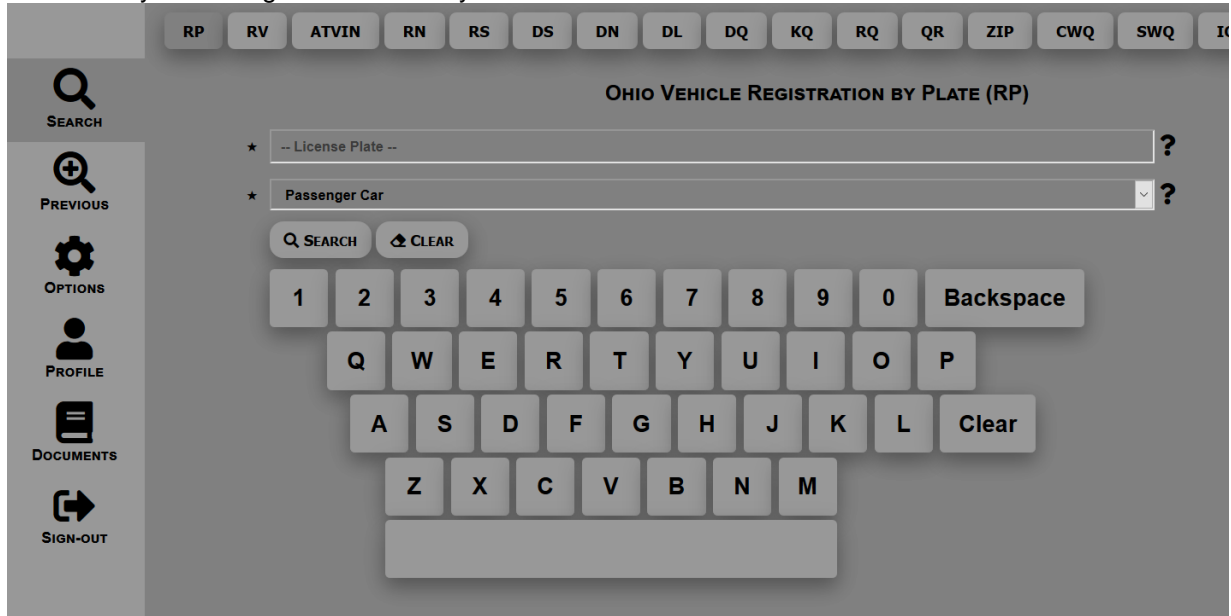 RP RV ATVIN RN RS DS DN DL DQ KQ RQ QR ZIP CWQ SWQ
Search
Previous
Options
Profile
Documents
Sign-out
Ohio Vehicle Registration by Plate (RP)
★ -- License Plate -- ?
★ Passenger Car ?
Search Clear
1 2 3 4 5 6 7 8 9 0 Backspace
Q W E R T Y U I O P
A S D F G H J K L Clear
Z X C V B N M